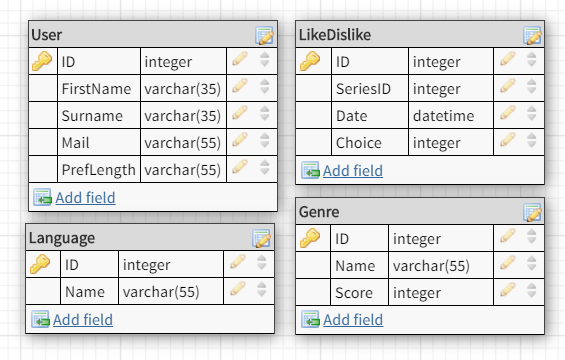 User
ID integer
FirstName varchar(35)
Surname varchar(35)
Mail varchar(55)
PrefLength varchar(55)
Add field
LikeDislike
ID integer
SeriesID integer
Date datetime
Choice integer
Add field
Language
ID integer
Name varchar(55)
Add field
Genre
ID integer
Name varchar(55)
Score integer
Add field